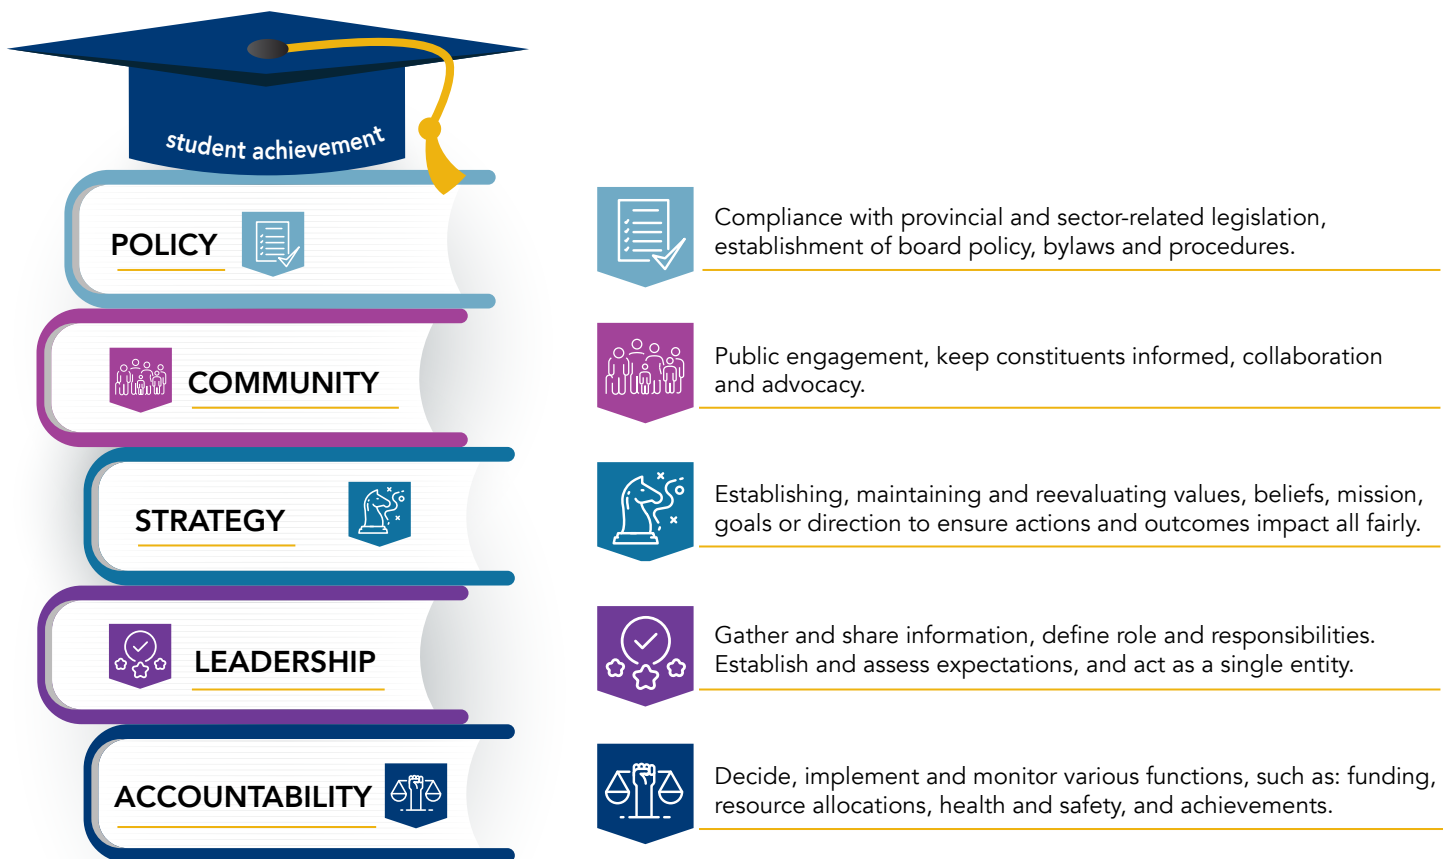 student achievement
POLICY
Compliance with provincial and sector-related legislation,
establishment of board policy, bylaws and procedures.
COMMUNITY
Public engagement, keep constituents informed, collaboration
and advocacy.
STRATEGY
Establishing, maintaining and reevaluating values, beliefs, mission,
goals or direction to ensure actions and outcomes impact all fairly.
LEADERSHIP
Gather and share information, define role and responsibilities.
Establish and assess expectations, and act as a single entity.
ACCOUNTABILITY
Decide, implement and monitor various functions, such as: funding,
resource allocations, health and safety, and achievements.